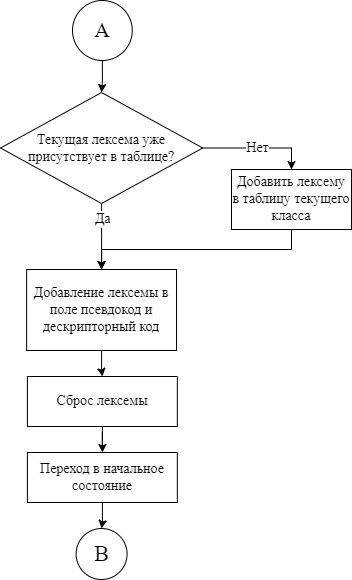 А
Текущая лексема уже
присутствует в таблице?
Нет
Добавить лексему
в таблицу текущего
класса
Да
Добавление лексемы в
поле псевдокод и
дескрипторный код
Сброс лексемы
Переход в начальное
состояние
В